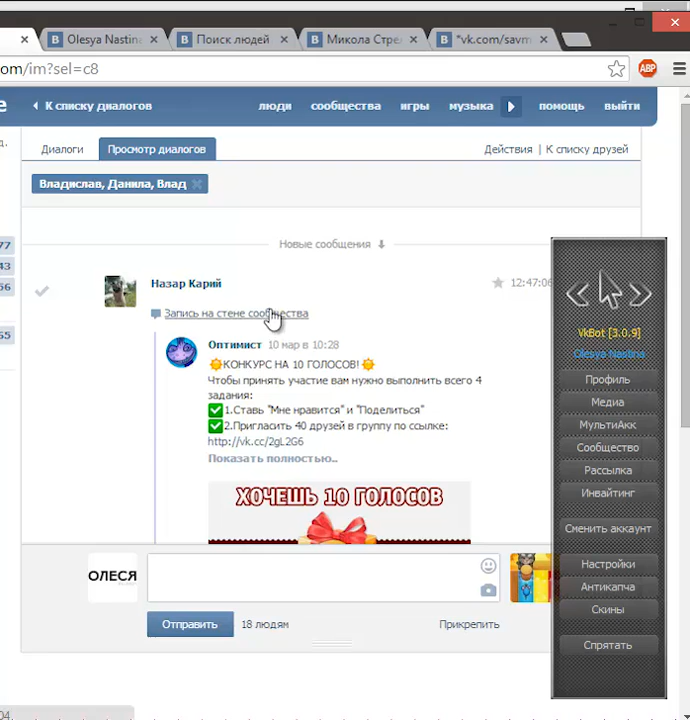 Olesya Nastina
Поиск людей
Микола Стре
*vk.com/savm
om/im?sel=c8
ABP
е
К списку диалогов
люди
сообщества
игры
музыка
помощь
выйти
д.
Диалоги
Просмотр диалогов
Действия | К списку друзей
Владислав, Данила, Влад
77
43
56
55
Новые сообщения
Назар Карий
12:47:06
Запись на стене сообщества
Оптимист 10 мар в 10:28
КОНКУРС НА 10 ГОЛОСОВ!
Чтобы принять участие вам нужно выполнить всего 4
задания:
1.Ставь "Мне нравится" и "Поделиться"
2.Пригласить 40 друзей в группу по ссылке:
http://vk.cc/2gL2G6
Показать полностью..
ХОЧЕШЬ 10 ГОЛОСОВ
ОЛЕСЯ
Отправить
18 людям
Прикрепить
04
VkBot [3.0.9]
Olesya Nastina
Профиль
Медиа
МультиАкк
Сообщество
Рассылка
Инвайтинг
Сменить аккаунт
Настройки
Антикапча
Скины
Спрятать